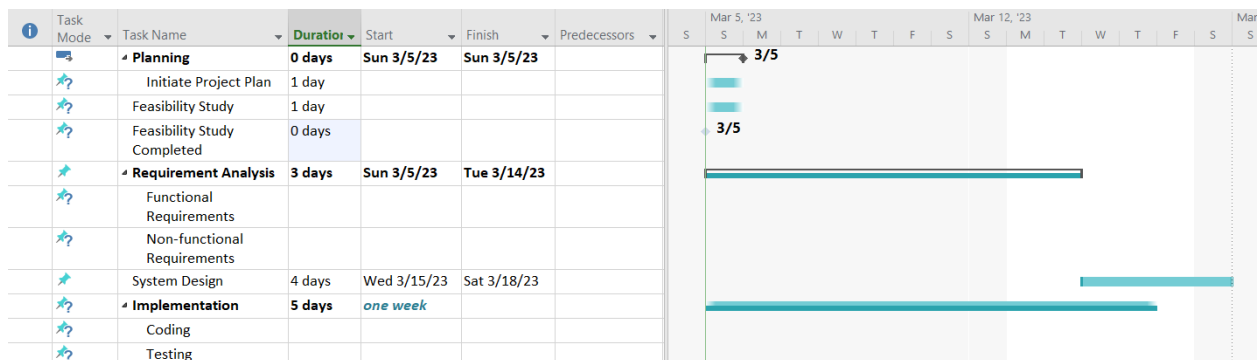 Mar 5, '23 Mar 12, '23 Mar
Task
Mode Task Name Duration Start Finish Predecessors S S M T W T F S S M T W T F S S
Planning 0 days Sun 3/5/23 Sun 3/5/23 3/5
Initiate Project Plan 1 day
Feasibility Study 1 day
Feasibility Study 0 days 3/5
Completed
Requirement Analysis 3 days Sun 3/5/23 Tue 3/14/23
Functional
Requirements
Non-functional
Requirements
System Design 4 days Wed 3/15/23 Sat 3/18/23
Implementation 5 days one week
Coding
Testing